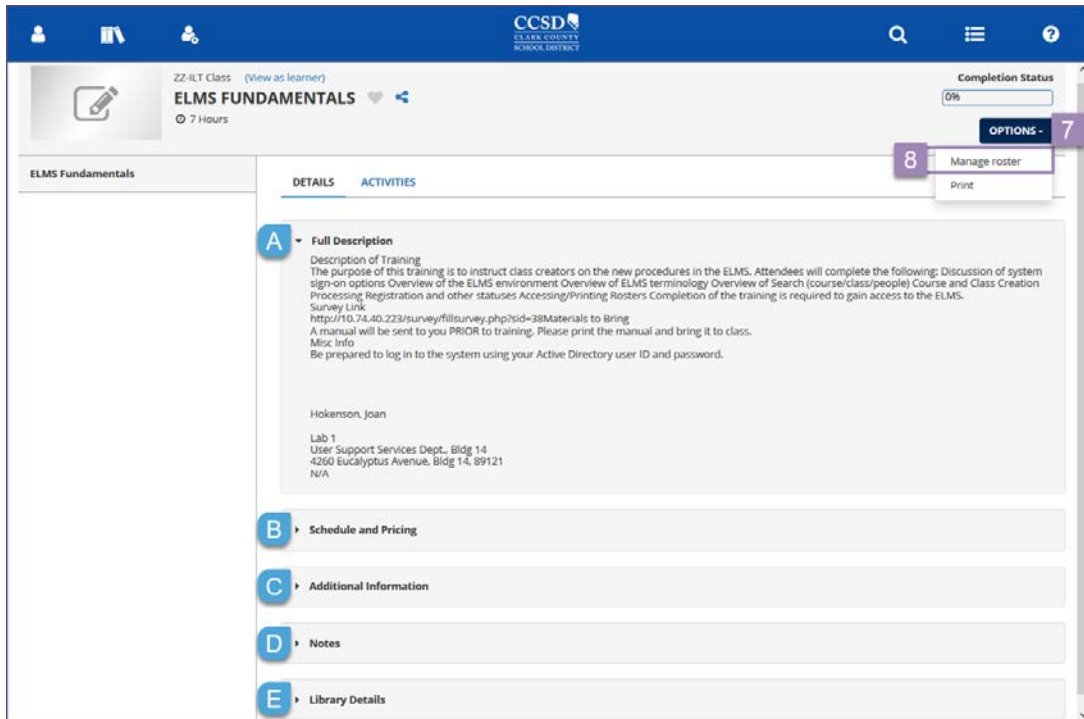 CCSD
CLARK COUNTY
SCHOOL DISTRICT
ZZ-ILT Class (View as learner)
ELMS FUNDAMENTALS
7 Hours
Completion Status
0%
OPTIONS - 7
8 Manage roster
Print
ELMS Fundamentals
DETAILS ACTIVITIES
A Full Description
Description of Training
The purpose of this training is to instruct class creators on the new procedures in the ELMS. Attendees will complete the following: Discussion of system
sign-on options Overview of the ELMS environment Overview of ELMS terminology Overview of Search (course/class/people) Course and Class Creation
Processing Registration and other statuses Accessing/Printing Rosters Completion of the training is required to gain access to the ELMS.
Survey Link
http://10.74.40.223/survey/fillsurvey.php?sid=38Materials to Bring
A manual will be sent to you PRIOR to training. Please print the manual and bring it to class.
Misc Info
Be prepared to log in to the system using your Active Directory user ID and password.
Hokenson, Joan
Lab 1
User Support Services Dept., Bldg 14
4260 Eucalyptus Avenue, Bldg 14, 89121
N/A
B Schedule and Pricing
C Additional Information
D Notes
E Library Details